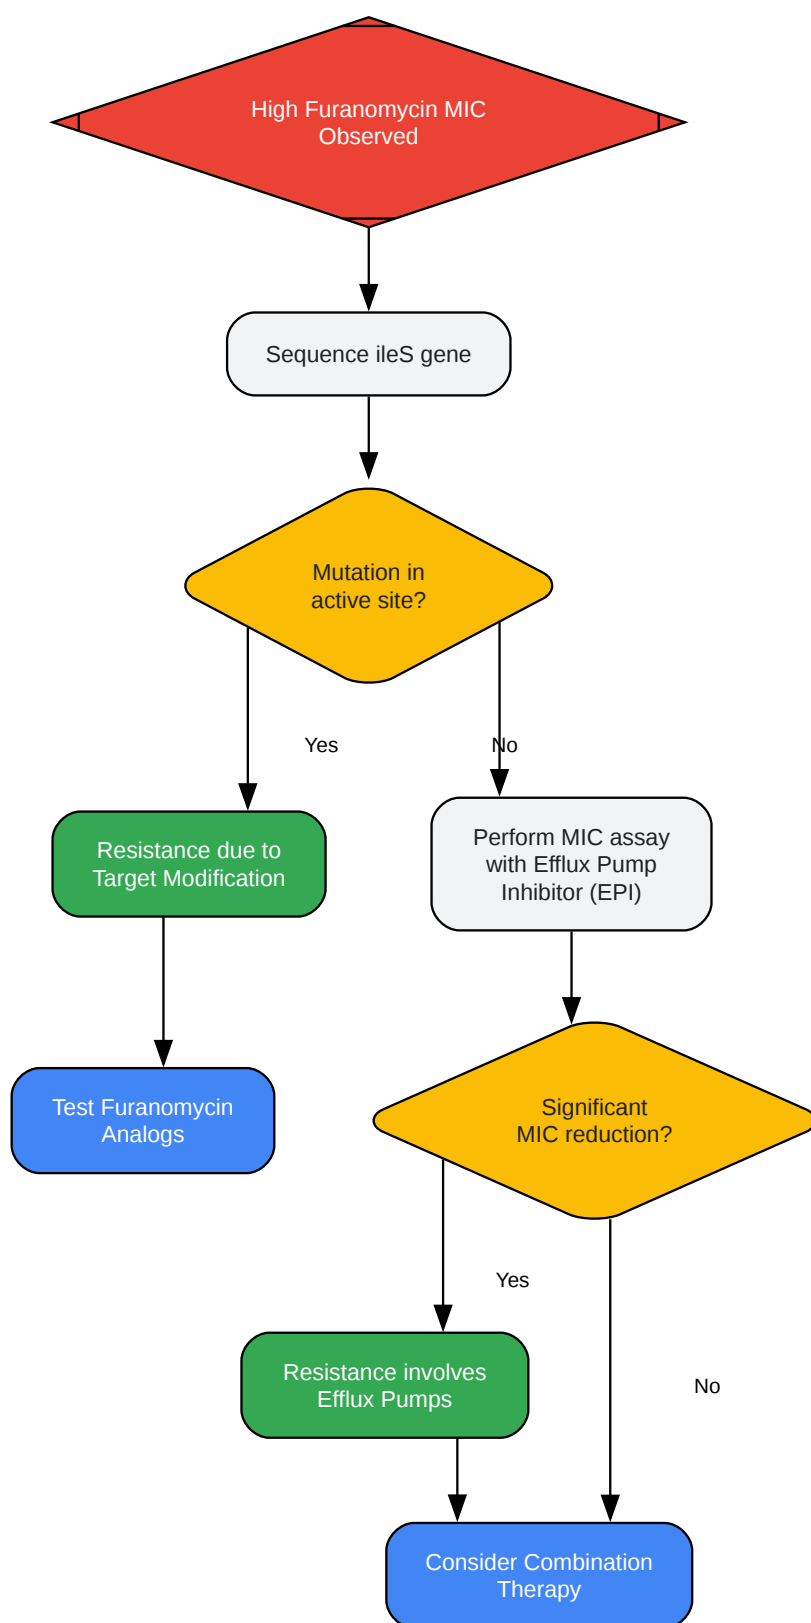 High Furanomycin MIC
Observed
Sequence ileS gene
Mutation in
active site?
Yes
No
Resistance due to
Target Modification
Perform MIC assay
with Efflux Pump
Inhibitor (EPI)
Test Furanomycin
Analogs
Significant
MIC reduction?
Yes
Resistance involves
Efflux Pumps
No
Consider Combination
Therapy